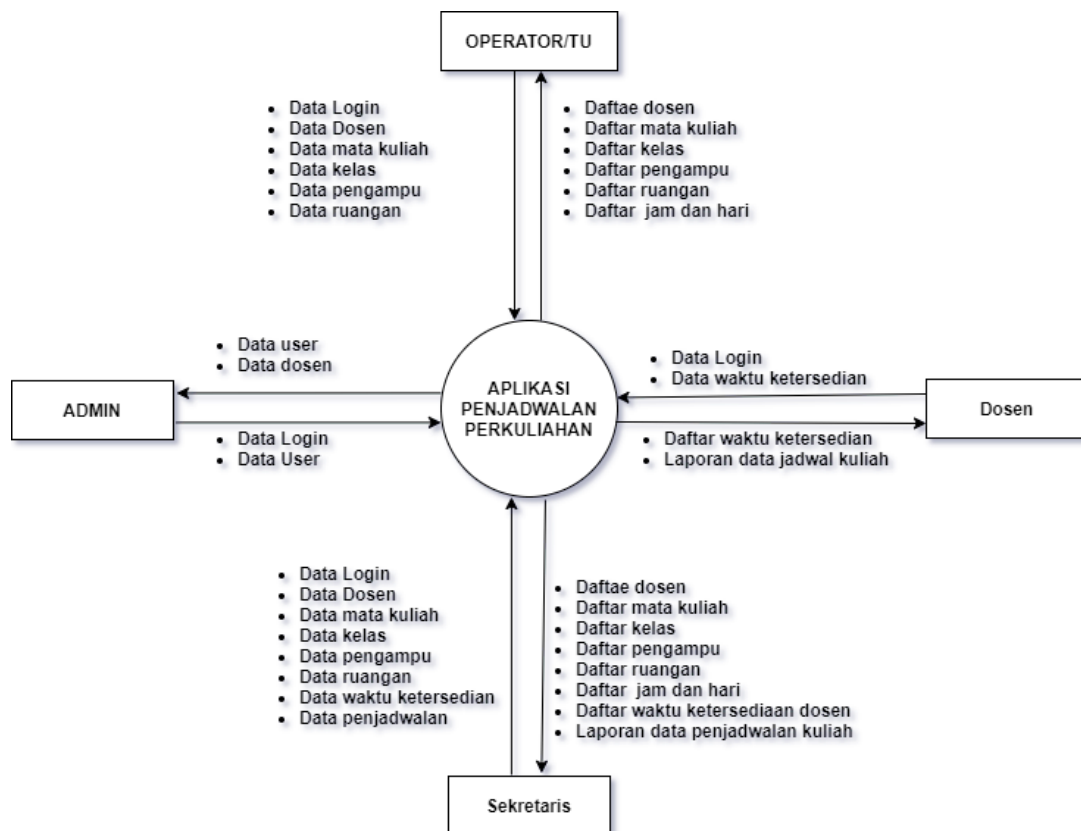 OPERATOR/TU
Data Login
Data Dosen
Data mata kuliah
Data kelas
Data pengampu
Data ruangan
Daftae dosen
Daftar mata kuliah
Daftar kelas
Daftar pengampu
Daftar ruangan
Daftar jam dan hari
Data user
Data dosen
ADMIN
Data Login
Data User
APLIKASI
PENJADWALAN
PERKULIAHAN
Data Login
Data waktu ketersedian
Dosen
Daftar waktu ketersedian
Laporan data jadwal kuliah
Data Login
Data Dosen
Data mata kuliah
Data kelas
Data pengampu
Data ruangan
Data waktu ketersedian
Data penjadwalan
Daftae dosen
Daftar mata kuliah
Daftar kelas
Daftar pengampu
Daftar ruangan
Daftar jam dan hari
Daftar waktu ketersediaan dosen
Laporan data penjadwalan kuliah
Sekretaris